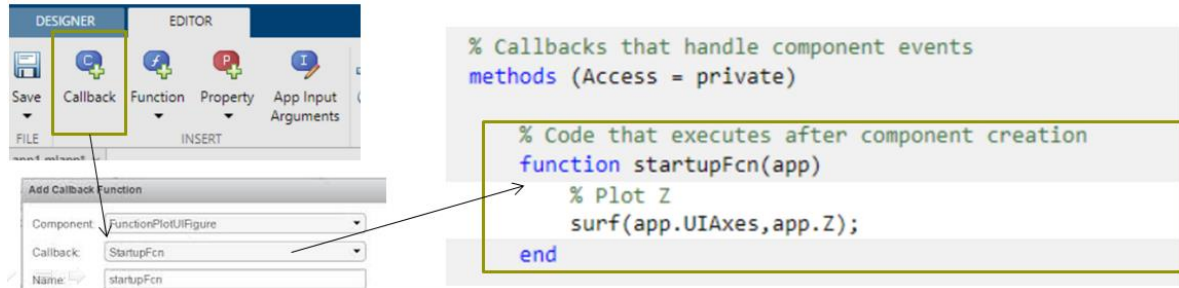 DESIGNER EDITOR
Save Callback Function Property App Input
Arguments
FILE INSERT
Add Callback Function
Component: FunctionPlotUIFigure
Callback: StartupFcn
Name: startupFcn
% Callbacks that handle component events
methods (Access = private)
% Code that executes after component creation
function startupFcn(app)
% Plot Z
surf(app.UIAxes,app.Z);
end